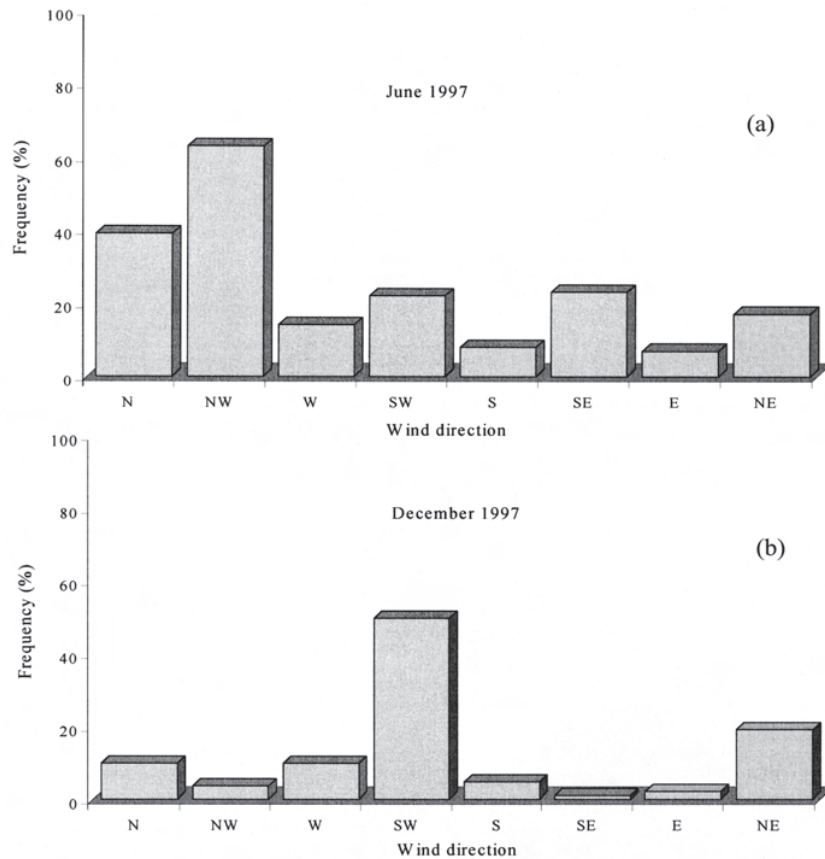 100
80
60
40
20
0
Frequency (%)
June 1997
(a)
N NW W SW S SE E NE
Wind direction
100
80
60
40
20
0
Frequency (%)
December 1997
(b)
N NW W SW S SE E NE
Wind direction